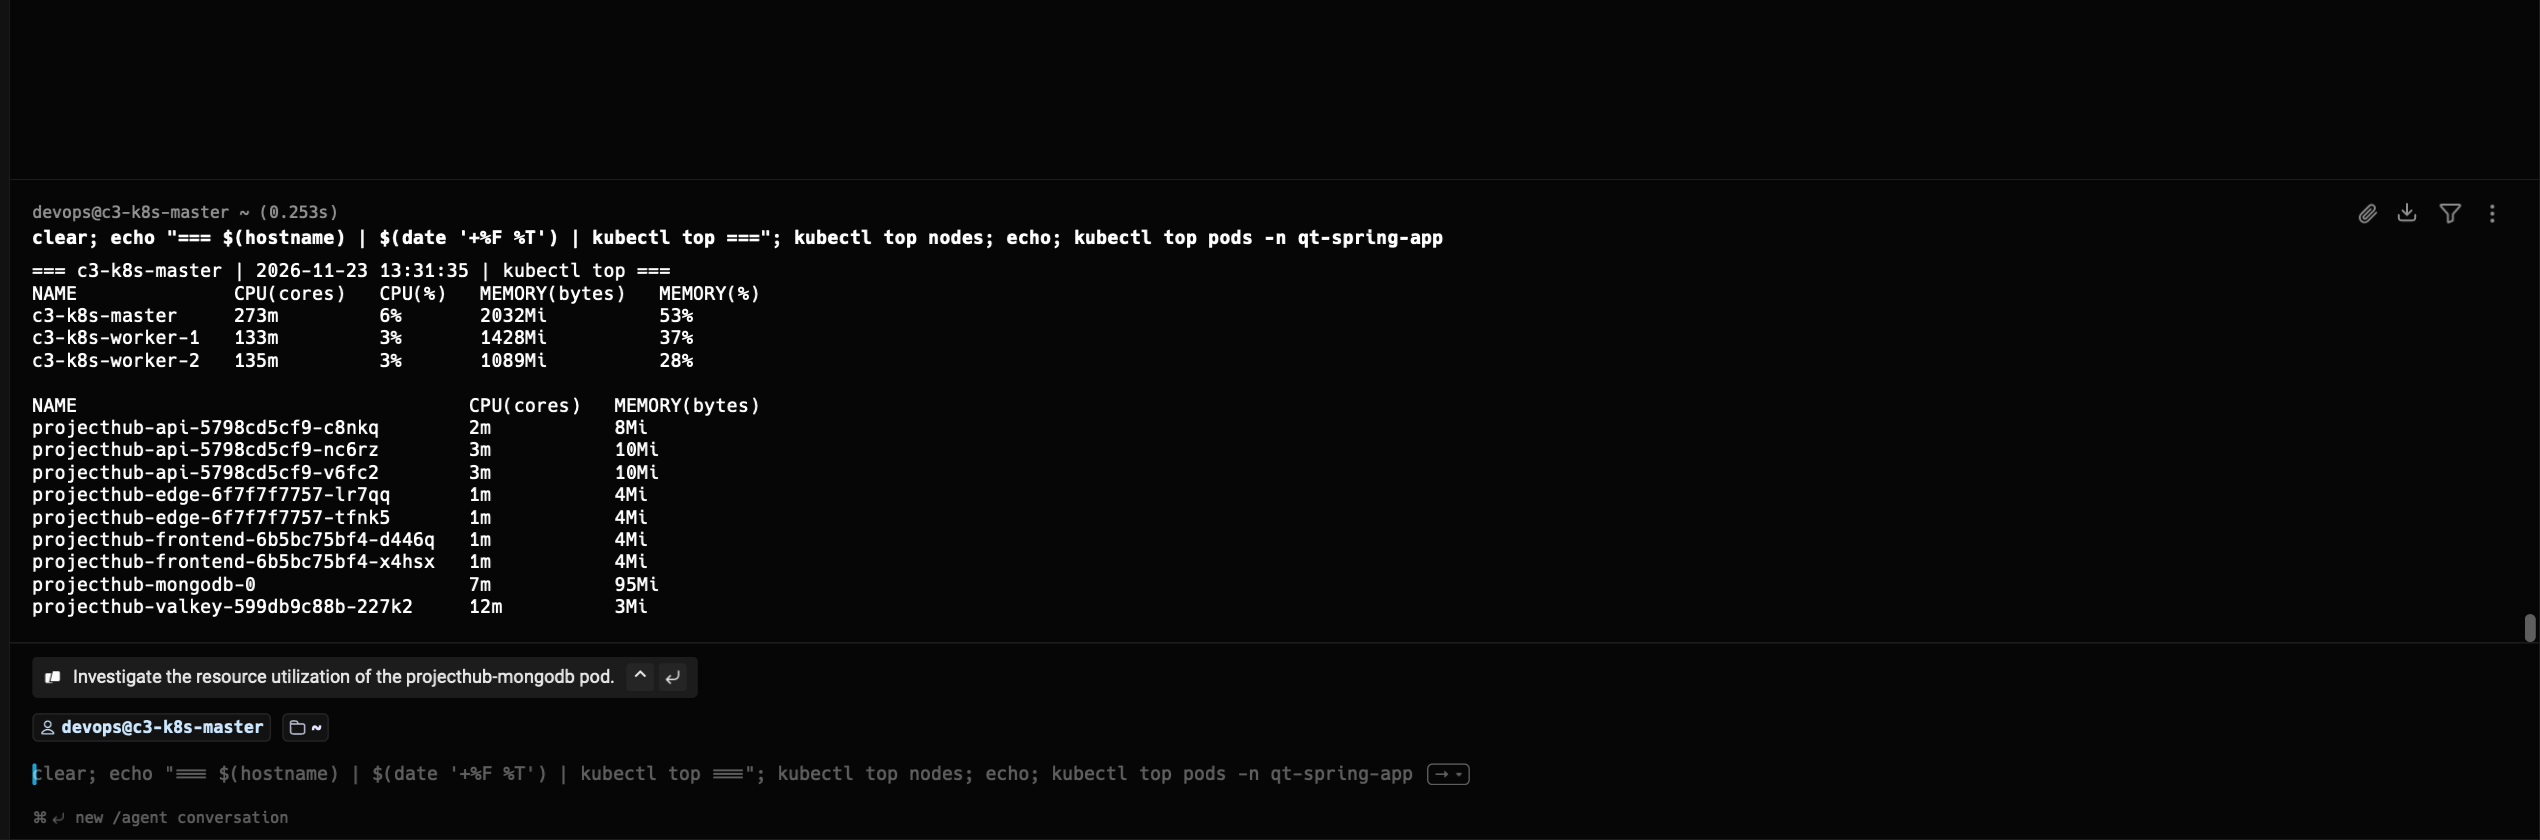 devops@c3-k8s-master ~ (0.253s)
clear; echo "=== $(hostname) | $(date '+%F %T') | kubectl top ==="; kubectl top nodes; echo; kubectl top pods -n qt-spring-app
=== c3-k8s-master | 2026-11-23 13:31:35 | kubectl top ===
NAME              CPU(cores)   CPU(%)   MEMORY(bytes)   MEMORY(%)
c3-k8s-master     273m         6%       2032Mi          53%
c3-k8s-worker-1   133m         3%       1428Mi          37%
c3-k8s-worker-2   135m         3%       1089Mi          28%

NAME                                   CPU(cores)   MEMORY(bytes)
projecthub-api-5798cd5cf9-c8nkq        2m           8Mi
projecthub-api-5798cd5cf9-nc6rz        3m           10Mi
projecthub-api-5798cd5cf9-v6fc2        3m           10Mi
projecthub-edge-6f7f7f7757-lr7qq       1m           4Mi
projecthub-edge-6f7f7f7757-tfnk5       1m           4Mi
projecthub-frontend-6b5bc75bf4-d446q   1m           4Mi
projecthub-frontend-6b5bc75bf4-x4hsx   1m           4Mi
projecthub-mongodb-0                   7m           95Mi
projecthub-valkey-599db9c88b-227k2     12m          3Mi
Investigate the resource utilization of the projecthub-mongodb pod.
devops@c3-k8s-master ~
clear; echo "=== $(hostname) | $(date '+%F %T') | kubectl top ==="; kubectl top nodes; echo; kubectl top pods -n qt-spring-app
⌘ ⏎ new /agent conversation